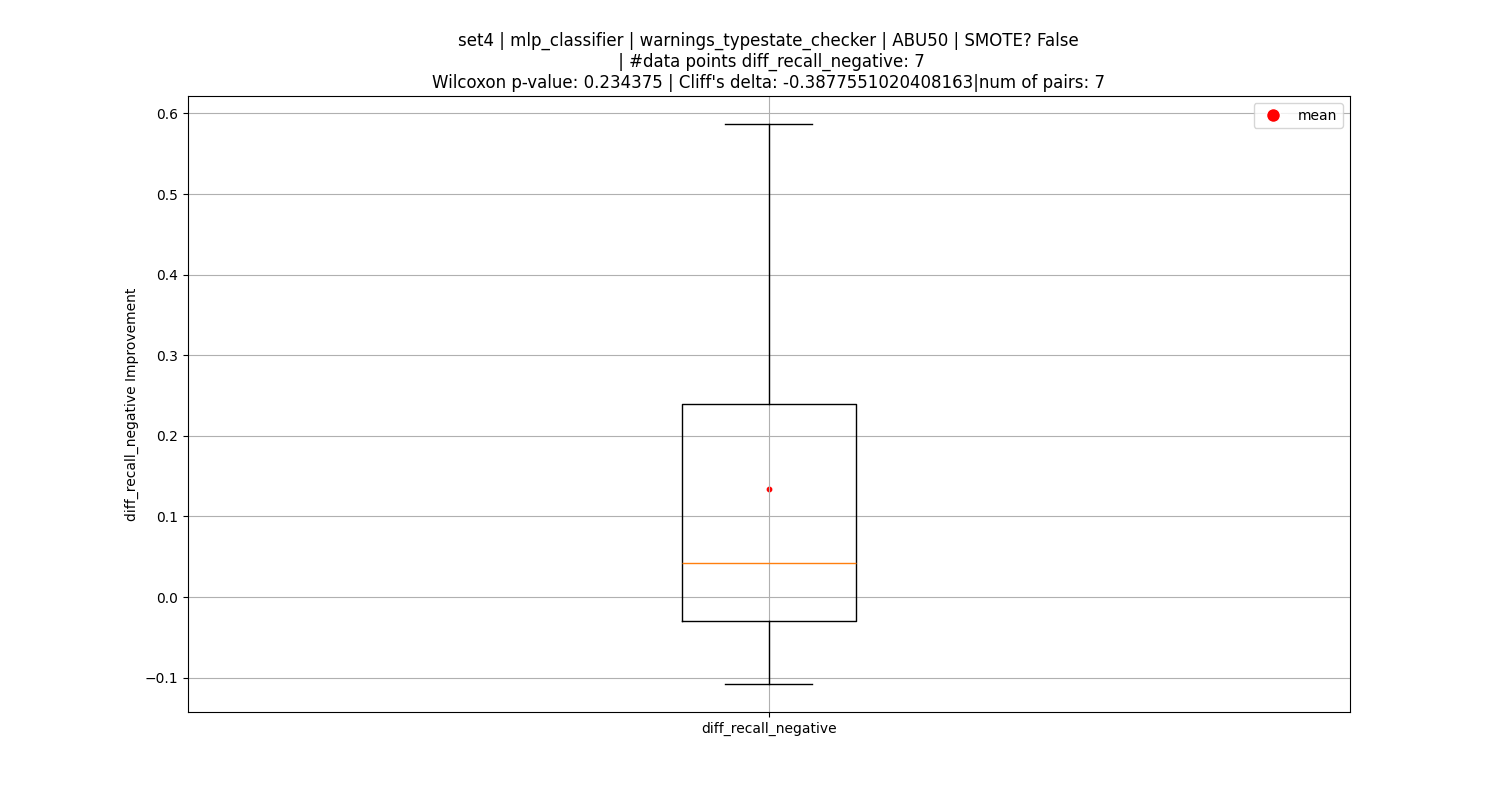 set4 | mlp_classifier | warnings_typestate_checker | ABU50 | SMOTE? False
| #data points diff_recall_negative: 7
Wilcoxon p-value: 0.234375 | Cliff's delta: -0.3877551020408163|num of pairs: 7
mean
0.6
0.5
0.4
0.3
0.2
0.1
0.0
−0.1
diff_recall_negative Improvement
diff_recall_negative